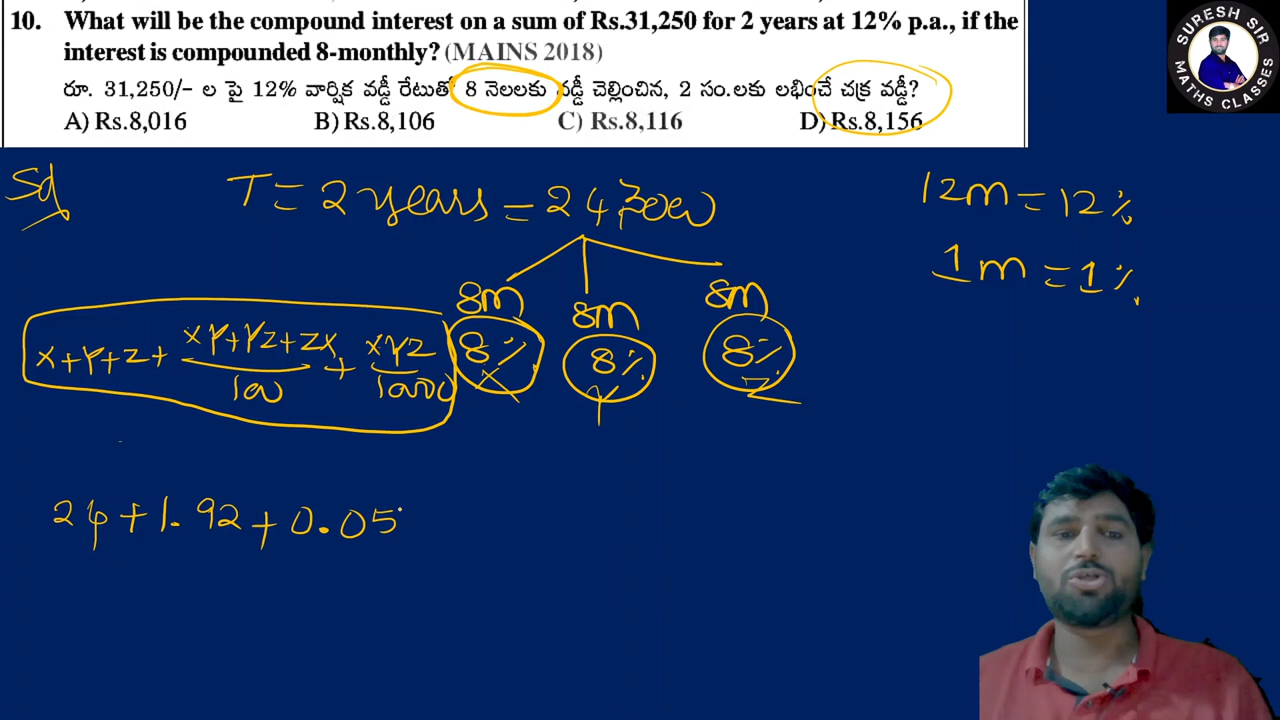 10. What will be the compound interest on a sum of Rs.31,250 for 2 years at 12% p.a., if the
interest is compounded 8-monthly? (MAINS 2018)
రూ. 31,250/- ల పై 12% వార్షిక వడ్డీ రేటుతో 8 నెలలకు వడ్డీ చెల్లించిన, 2 సం.లకు లభించే చక్ర వడ్డీ?
A) Rs.8,016 B) Rs.8,106 C) Rs.8,116 D) Rs.8,156
SURESH SIR
MATHS CLASSES
Sol
T = 2 years = 24 నెలలు
12m = 12%
1m = 1%
8m 8m 8m
x+y+z+ xy+yz+zx/100 + xyz/10000
8% 8% 8%
x y z
24 + 1.92 + 0.05